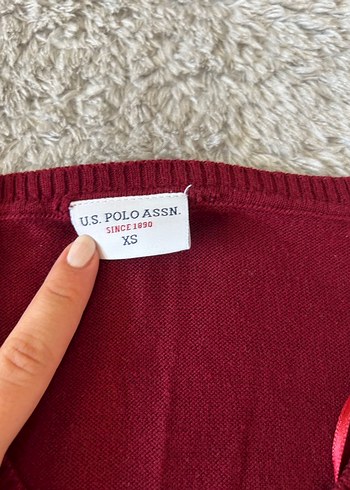 U.S. POLO ASSN.
SINCE 1890
XS